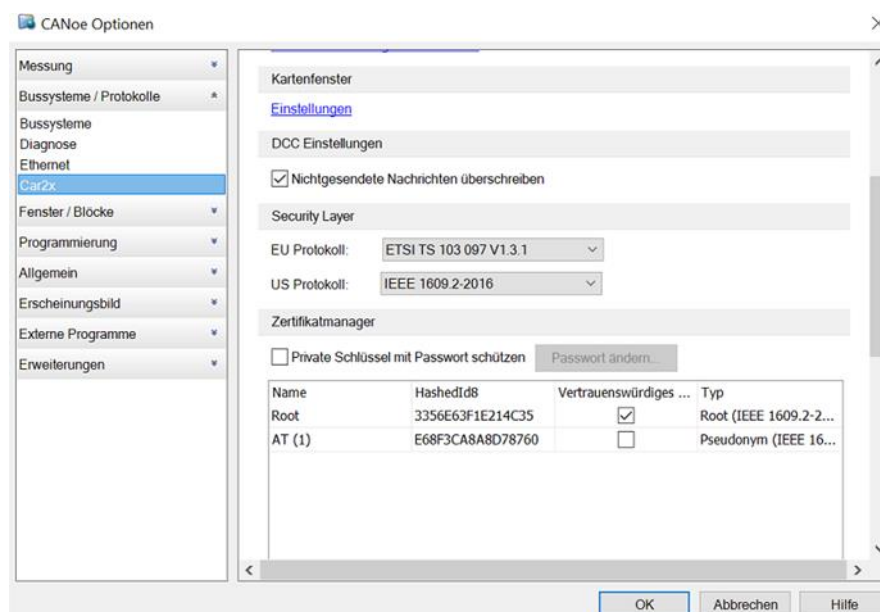 CANoe Optionen
Messung
Bussysteme / Protokolle
Bussysteme
Diagnose
Ethernet
Car2x
Fenster / Blöcke
Programmierung
Allgemein
Erscheinungsbild
Externe Programme
Erweiterungen
Kartenfenster
Einstellungen
DCC Einstellungen
Nichtgesendete Nachrichten überschreiben
Security Layer
EU Protokoll: ETSI TS 103 097 V1.3.1
US Protokoll: IEEE 1609.2-2016
Zertifikatmanager
Private Schlüssel mit Passwort schützen Passwort ändern...
Name HashedId8 Vertrauenswürdiges ... Typ
Root 3356E63F1E214C35 Root (IEEE 1609.2-2...
AT (1) E68F3CA8A8D78760 Pseudonym (IEEE 16...
OK Abbrechen Hilfe